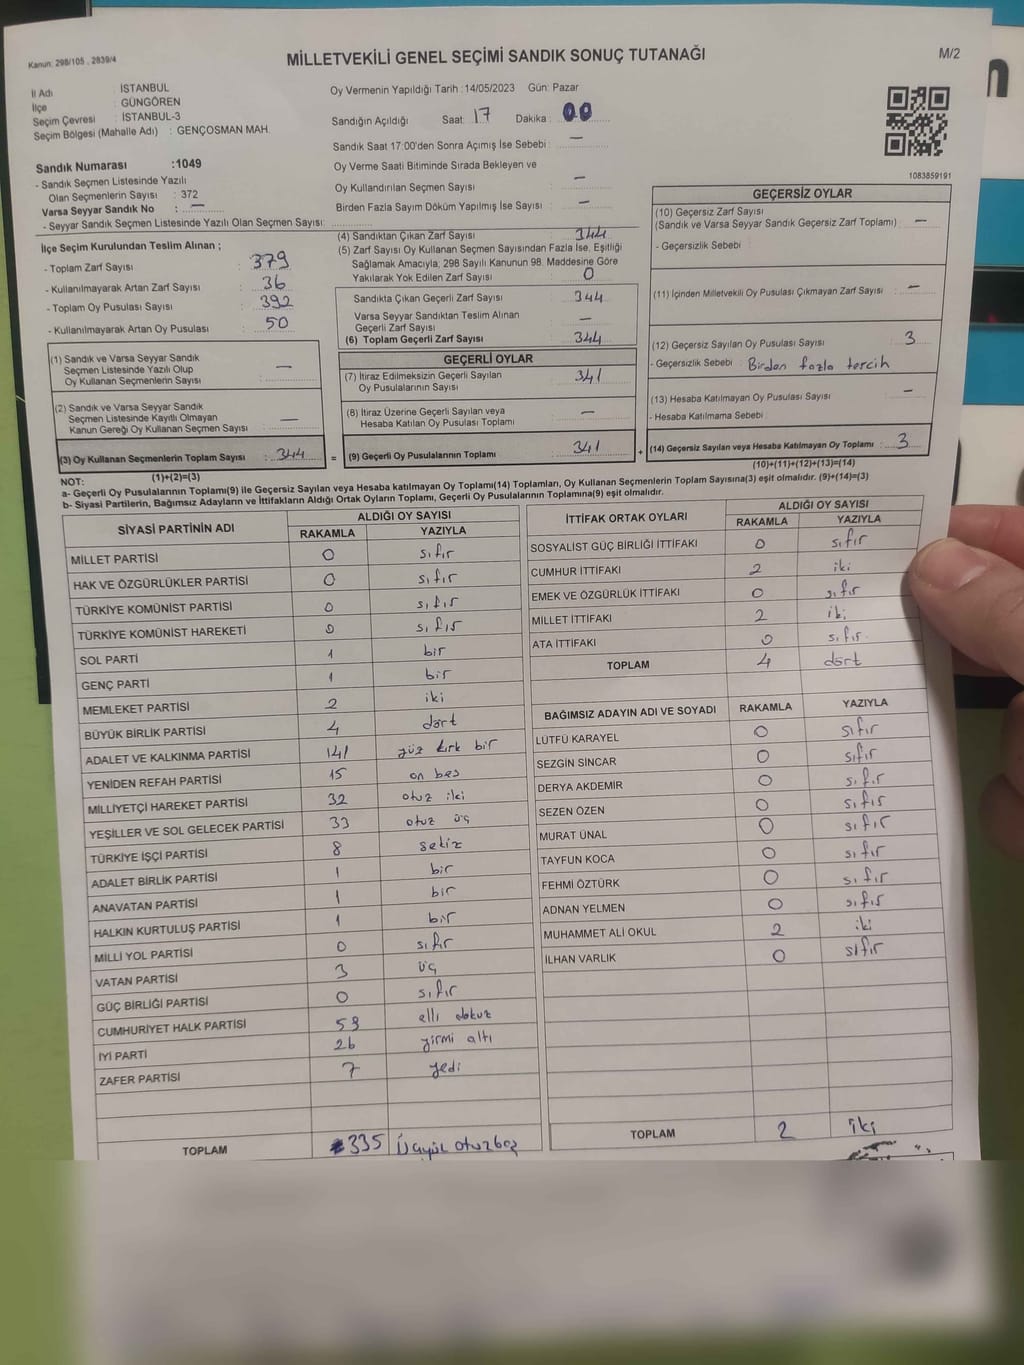 Kanun: 298/105 , 2839/4
MİLLETVEKİLİ GENEL SEÇİMİ SANDIK SONUÇ TUTANAĞI
M/2
İl Adı : İSTANBUL
İlçe : GÜNGÖREN
Seçim Çevresi : İSTANBUL-3
Seçim Bölgesi (Mahalle Adı) : GENÇOSMAN MAH.
Sandık Numarası :1049
- Sandık Seçmen Listesinde Yazılı
Olan Seçmenlerin Sayısı : 372
Varsa Seyyar Sandık No : —
- Seyyar Sandık Seçmen Listesinde Yazılı Olan Seçmen Sayısı:
Oy Vermenin Yapıldığı Tarih :14/05/2023 Gün: Pazar
Sandığın Açıldığı Saat: 17 Dakika : 00
Sandık Saat 17:00'den Sonra Açımış İse Sebebi : —
Oy Verme Saati Bitiminde Sırada Bekleyen ve
Oy Kullandırılan Seçmen Sayısı : —
Birden Fazla Sayım Döküm Yapılmış İse Sayısı : —
1083859191
İlçe Seçim Kurulundan Teslim Alınan ;
- Toplam Zarf Sayısı : 379
- Kullanılmayarak Artan Zarf Sayısı : 36
- Toplam Oy Pusulası Sayısı : 392
- Kullanılmayarak Artan Oy Pusulası : 50
(1) Sandık ve Varsa Seyyar Sandık
Seçmen Listesinde Yazılı Olup
Oy Kullanan Seçmenlerin Sayısı : —
(2) Sandık ve Varsa Seyyar Sandık
Seçmen Listesinde Kayıtlı Olmayan
Kanun Gereği Oy Kullanan Seçmen Sayısı : —
(3) Oy Kullanan Seçmenlerin Toplam Sayısı : 344
(1)+(2)=(3)
(4) Sandıktan Çıkan Zarf Sayısı : 344
(5) Zarf Sayısı Oy Kullanan Seçmen Sayısından Fazla İse, Eşitliği
Sağlamak Amacıyla, 298 Sayılı Kanunun 98. Maddesine Göre
Yakılarak Yok Edilen Zarf Sayısı : 0
Sandıkta Çıkan Geçerli Zarf Sayısı : 344
Varsa Seyyar Sandıktan Teslim Alınan
Geçerli Zarf Sayısı : —
(6) Toplam Geçerli Zarf Sayısı : 344
GEÇERLİ OYLAR
(7) İtiraz Edilmeksizin Geçerli Sayılan
Oy Pusulalarının Sayısı : 341
(8) İtiraz Üzerine Geçerli Sayılan veya
Hesaba Katılan Oy Pusulası Toplamı : —
= (9) Geçerli Oy Pusulalarının Toplamı : 341 +
GEÇERSİZ OYLAR
(10) Geçersiz Zarf Sayısı
(Sandık ve Varsa Seyyar Sandık Geçersiz Zarf Toplamı) : —
- Geçersizlik Sebebi :
(11) İçinden Milletvekili Oy Pusulası Çıkmayan Zarf Sayısı : —
(12) Geçersiz Sayılan Oy Pusulası Sayısı : 3
- Geçersizlik Sebebi : Birden fazla tercih
(13) Hesaba Katılmayan Oy Pusulası Sayısı : —
- Hesaba Katılmama Sebebi :
(14) Geçersiz Sayılan veya Hesaba Katılmayan Oy Toplamı : 3
(10)+(11)+(12)+(13)=(14)
NOT:
a- Geçerli Oy Pusulalarının Toplamı(9) ile Geçersiz Sayılan veya Hesaba katılmayan Oy Toplamı(14) Toplamları, Oy Kullanan Seçmenlerin Toplam Sayısına(3) eşit olmalıdır. (9)+(14)=(3)
b- Siyasi Partilerin, Bağımsız Adayların ve İttifakların Aldığı Ortak Oyların Toplamı, Geçerli Oy Pusulalarının Toplamına(9) eşit olmalıdır.
SİYASİ PARTİNİN ADI ALDIĞI OY SAYISI
RAKAMLA YAZIYLA
MİLLET PARTİSİ 0 sıfır
HAK VE ÖZGÜRLÜKLER PARTİSİ 0 sıfır
TÜRKİYE KOMÜNİST PARTİSİ 0 sıfır
TÜRKİYE KOMÜNİST HAREKETİ 0 sıfır
SOL PARTİ 1 bir
GENÇ PARTİ 1 bir
MEMLEKET PARTİSİ 2 iki
BÜYÜK BİRLİK PARTİSİ 4 dört
ADALET VE KALKINMA PARTİSİ 141 yüz kırk bir
YENİDEN REFAH PARTİSİ 15 on beş
MİLLİYETÇİ HAREKET PARTİSİ 32 otuz iki
YEŞİLLER VE SOL GELECEK PARTİSİ 33 otuz üç
TÜRKİYE İŞÇİ PARTİSİ 8 sekiz
ADALET BİRLİK PARTİSİ 1 bir
ANAVATAN PARTİSİ 1 bir
HALKIN KURTULUŞ PARTİSİ 1 bir
MİLLİ YOL PARTİSİ 0 sıfır
VATAN PARTİSİ 3 üç
GÜÇ BİRLİĞİ PARTİSİ 0 sıfır
CUMHURİYET HALK PARTİSİ 59 elli dokuz
İYİ PARTİ 26 yirmi altı
ZAFER PARTİSİ 7 yedi
TOPLAM 335 Üçyüz otuzbeş
İTTİFAK ORTAK OYLARI ALDIĞI OY SAYISI
RAKAMLA YAZIYLA
SOSYALİST GÜÇ BİRLİĞİ İTTİFAKI 0 sıfır
CUMHUR İTTİFAKI 2 iki
EMEK VE ÖZGÜRLÜK İTTİFAKI 0 sıfır
MİLLET İTTİFAKI 2 iki
ATA İTTİFAKI 0 sıfır
TOPLAM 4 dört
BAĞIMSIZ ADAYIN ADI VE SOYADI RAKAMLA YAZIYLA
LÜTFÜ KARAYEL 0 sıfır
SEZGİN SİNCAR 0 sıfır
DERYA AKDEMİR 0 sıfır
SEZEN ÖZEN 0 sıfır
MURAT ÜNAL 0 sıfır
TAYFUN KOCA 0 sıfır
FEHMİ ÖZTÜRK 0 sıfır
ADNAN YELMEN 0 sıfır
MUHAMMET ALİ OKUL 2 iki
İLHAN VARLIK 0 sıfır
TOPLAM 2 iki